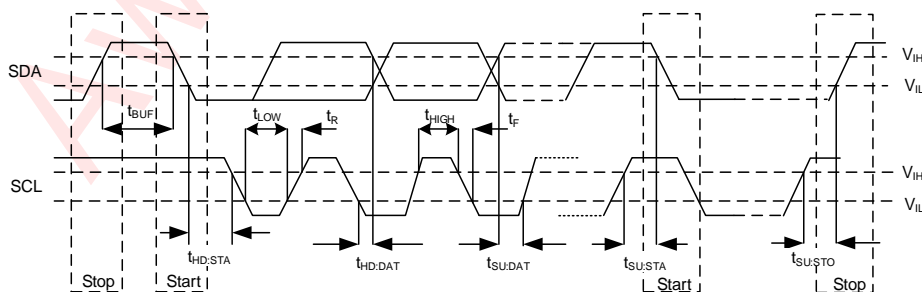 SDA
V_IH
V_IL
t_BUF
t_LOW
t_R
t_HIGH
t_F
SCL
V_IH
V_IL
t_HD:STA
t_HD:DAT
t_SU:DAT
t_SU:STA
t_SU:STO
Stop
Start
Start
Stop